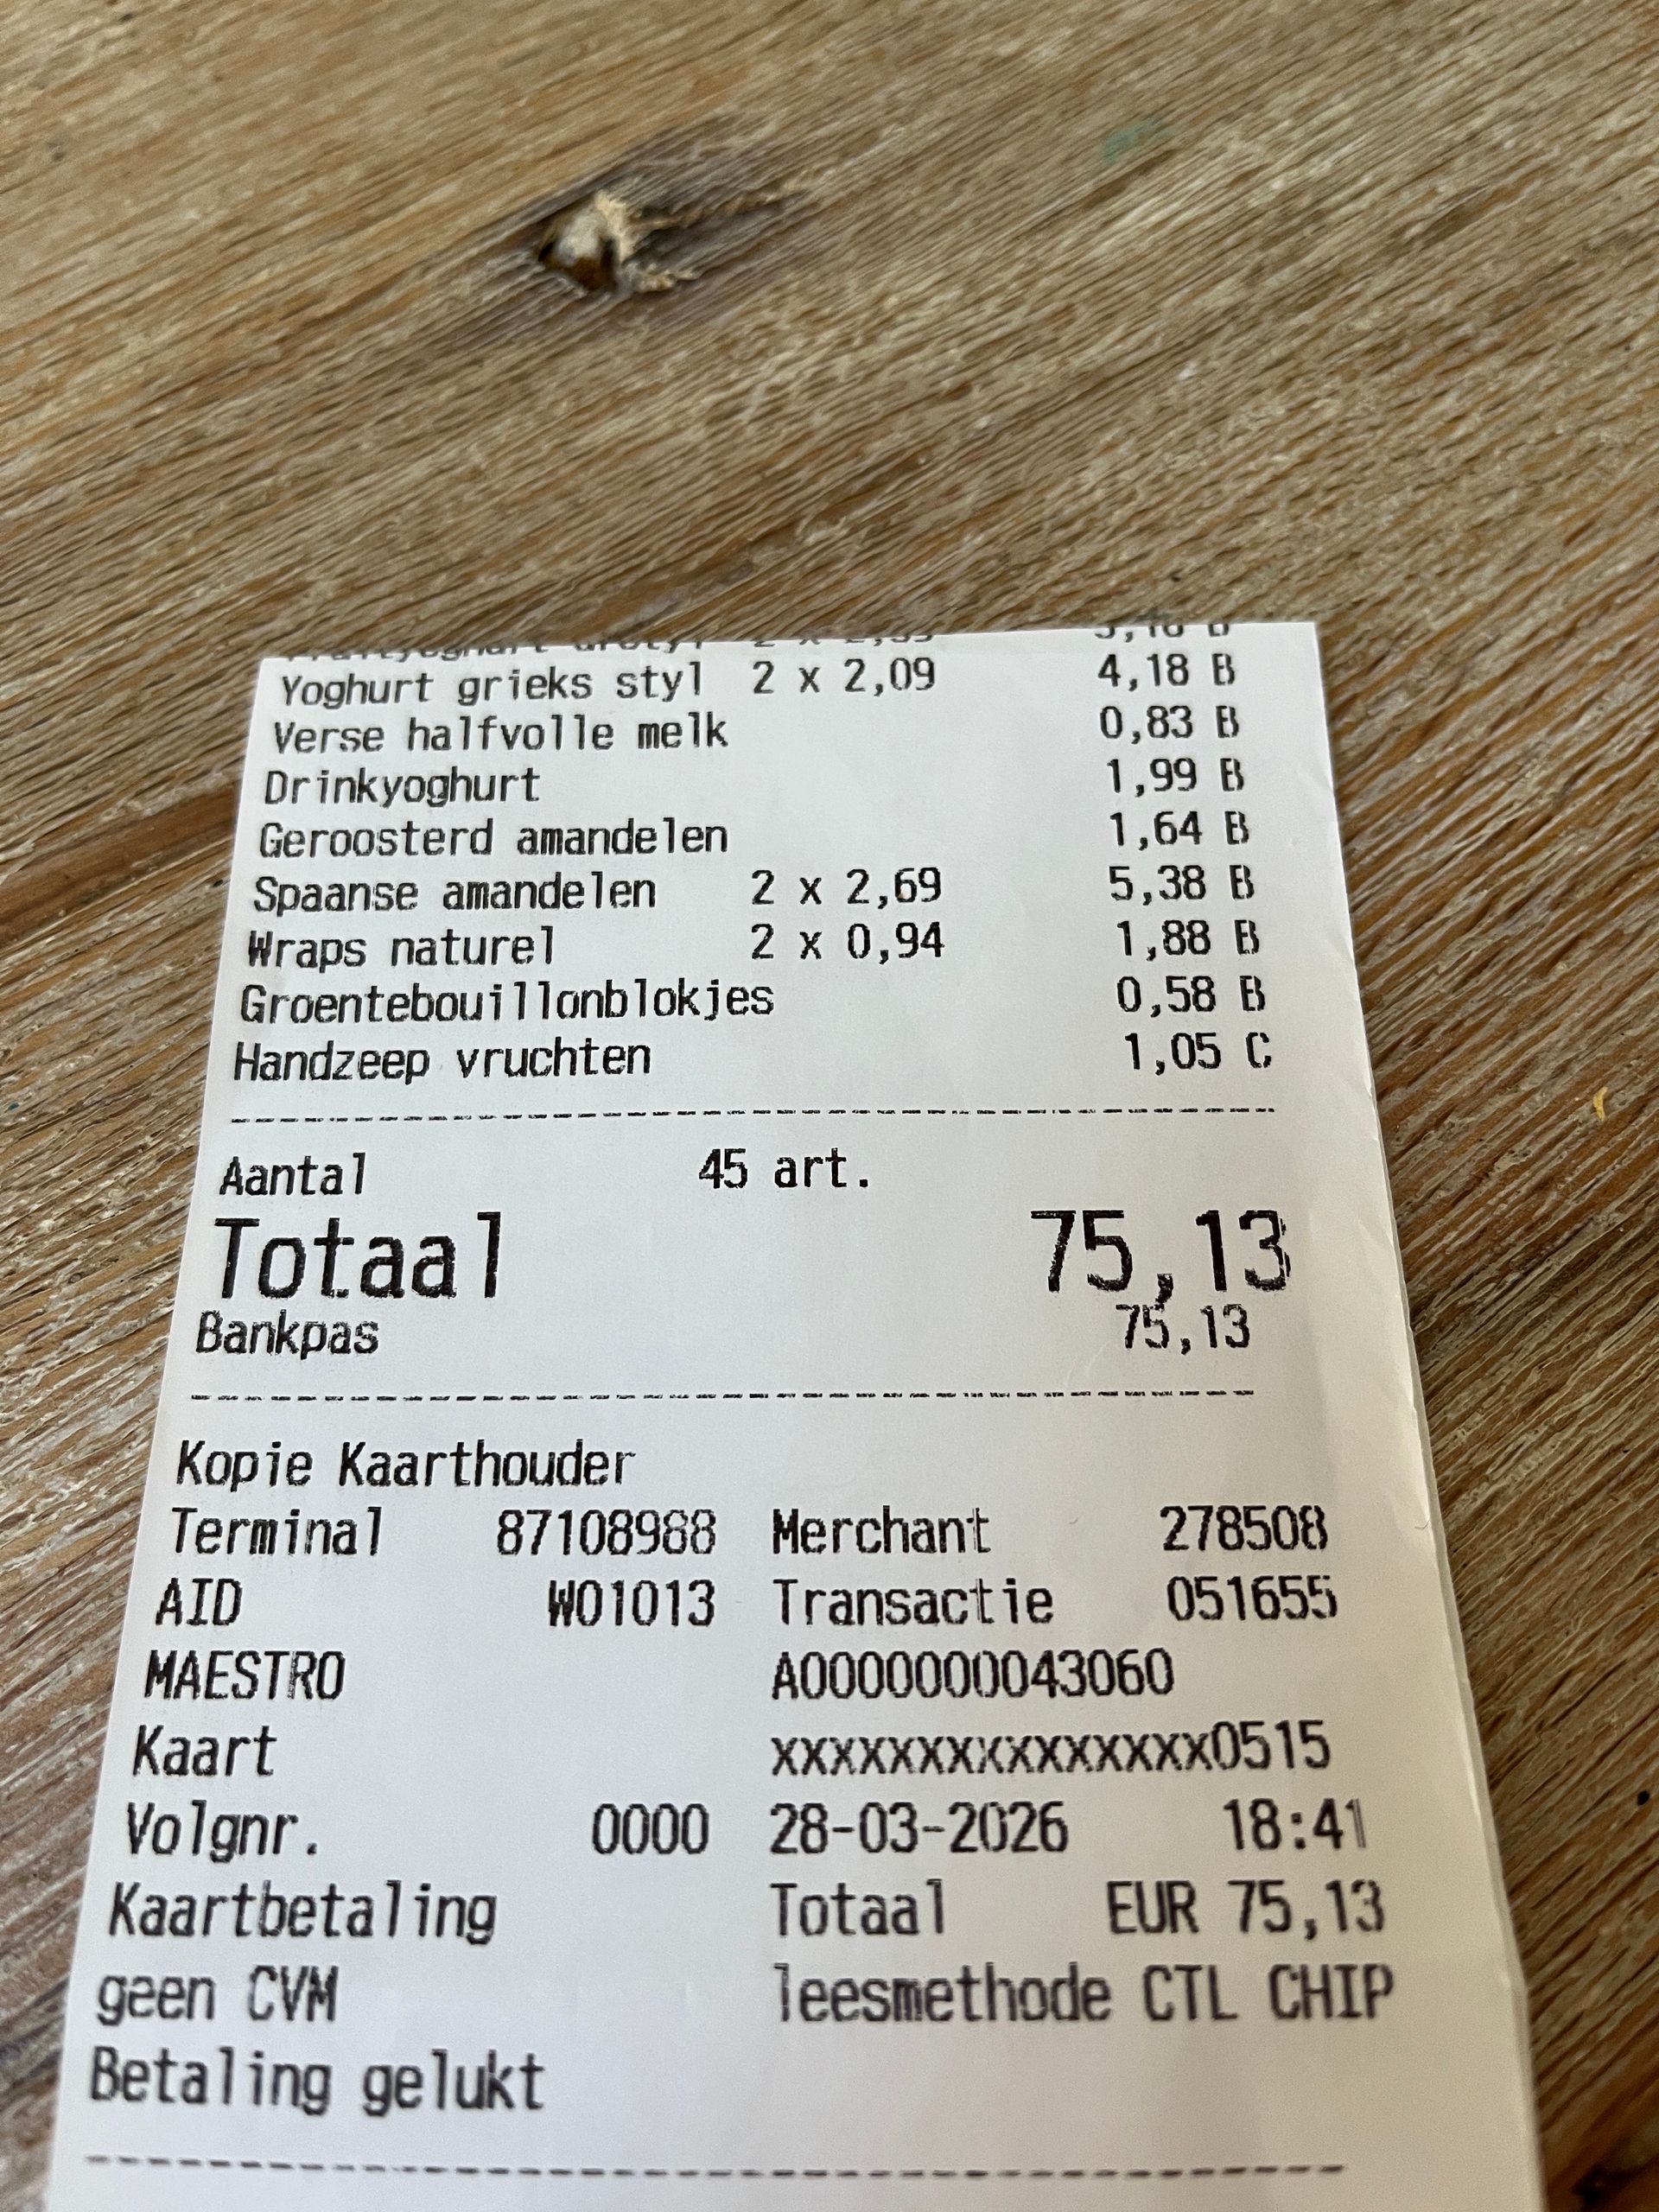 Yoghurt grieks styl 2 x 2,09 4,18 B
Verse halfvolle melk 0,83 B
Drinkyoghurt 1,99 B
Geroosterd amandelen 1,64 B
Spaanse amandelen 2 x 2,69 5,38 B
Wraps naturel 2 x 0,94 1,88 B
Groentebouillonblokjes 0,58 B
Handzeep vruchten 1,05 C
Aantal 45 art.
Totaal 75,13
Bankpas 75,13
Kopie Kaarthouder
Terminal 87108988 Merchant 278508
AID W01013 Transactie 051655
MAESTRO A0000000043060
Kaart xxxxxxxxxxxxxxx0515
Volgnr. 0000 28-03-2026 18:41
Kaartbetaling Totaal EUR 75,13
geen CVM leesmethode CTL CHIP
Betaling gelukt